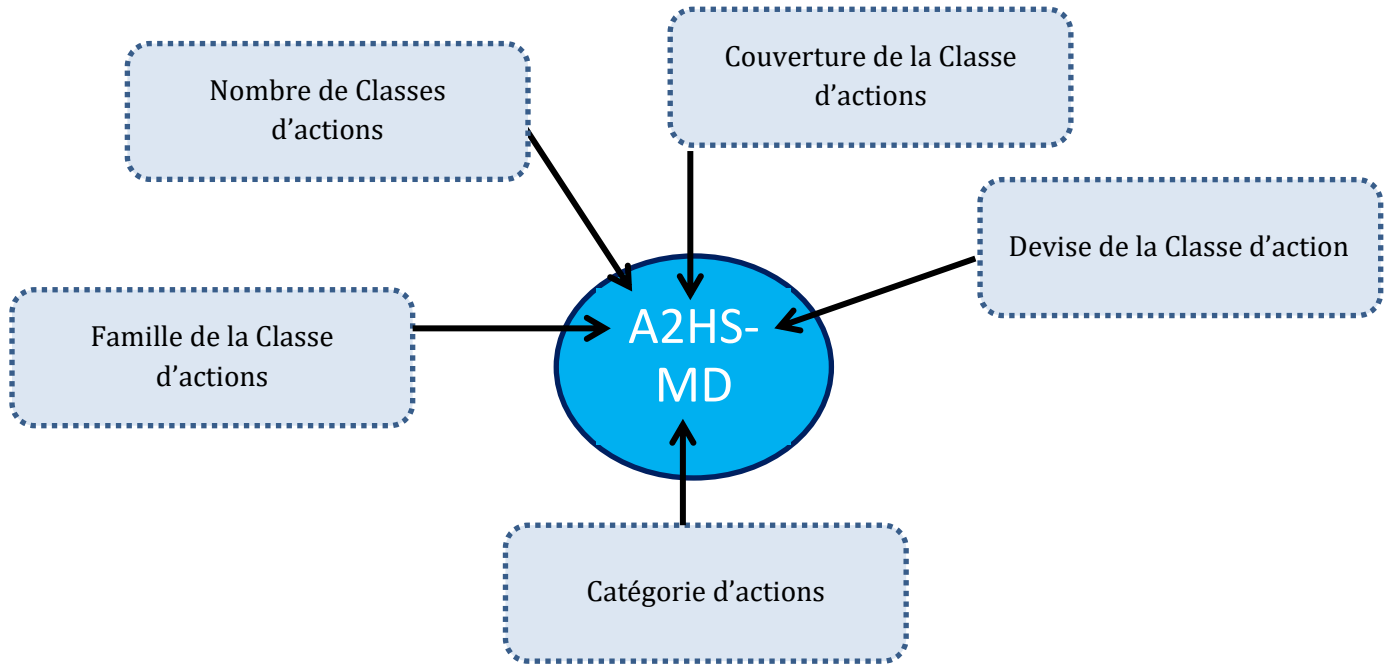 Nombre de Classes
d’actions
Couverture de la Classe
d’actions
Devise de la Classe d’action
Famille de la Classe
d’actions
A2HS-
MD
Catégorie d’actions